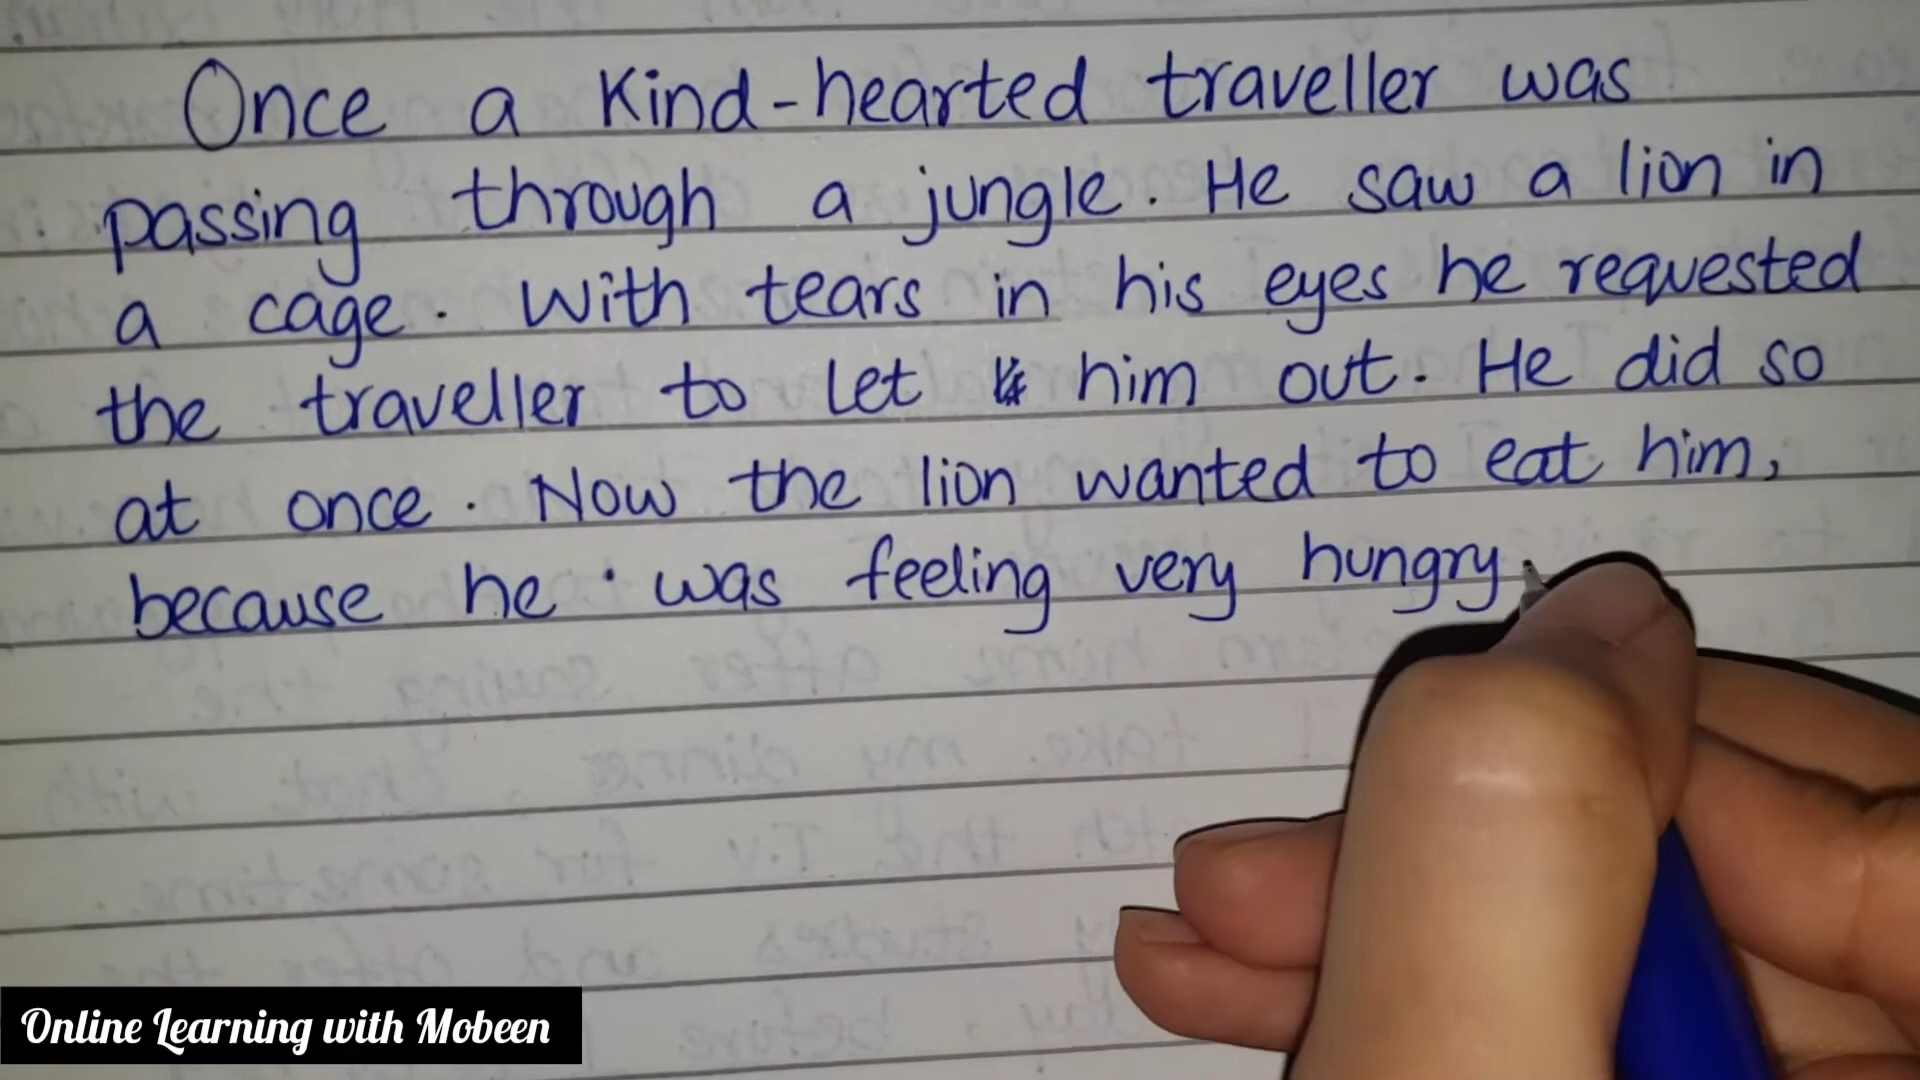 Once a Kind-hearted traveller was
passing through a jungle. He saw a lion in
a cage. With tears in his eyes he requested
the traveller to let him out. He did so
at once. Now the lion wanted to eat him,
because he was feeling very hungry.
Online Learning with Mobeen